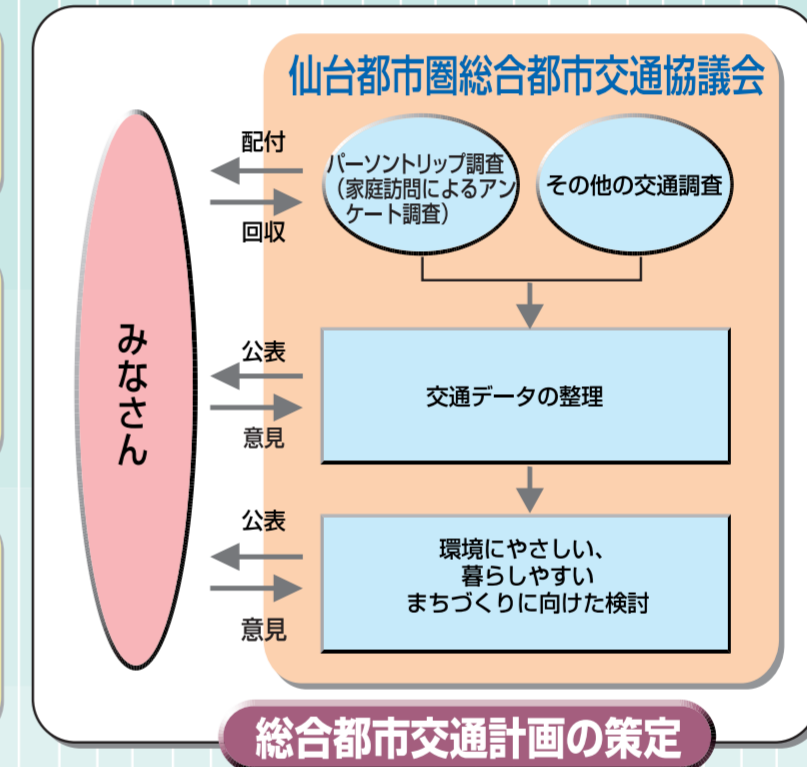 仙台都市圏総合都市交通協議会
配付
回収
パーソントリップ調査
（家庭訪問によるアン
ケート調査）
その他の交通調査
みなさん
公表
意見
交通データの整理
公表
意見
環境にやさしい、
暮らしやすい
まちづくりに向けた検討
総合都市交通計画の策定